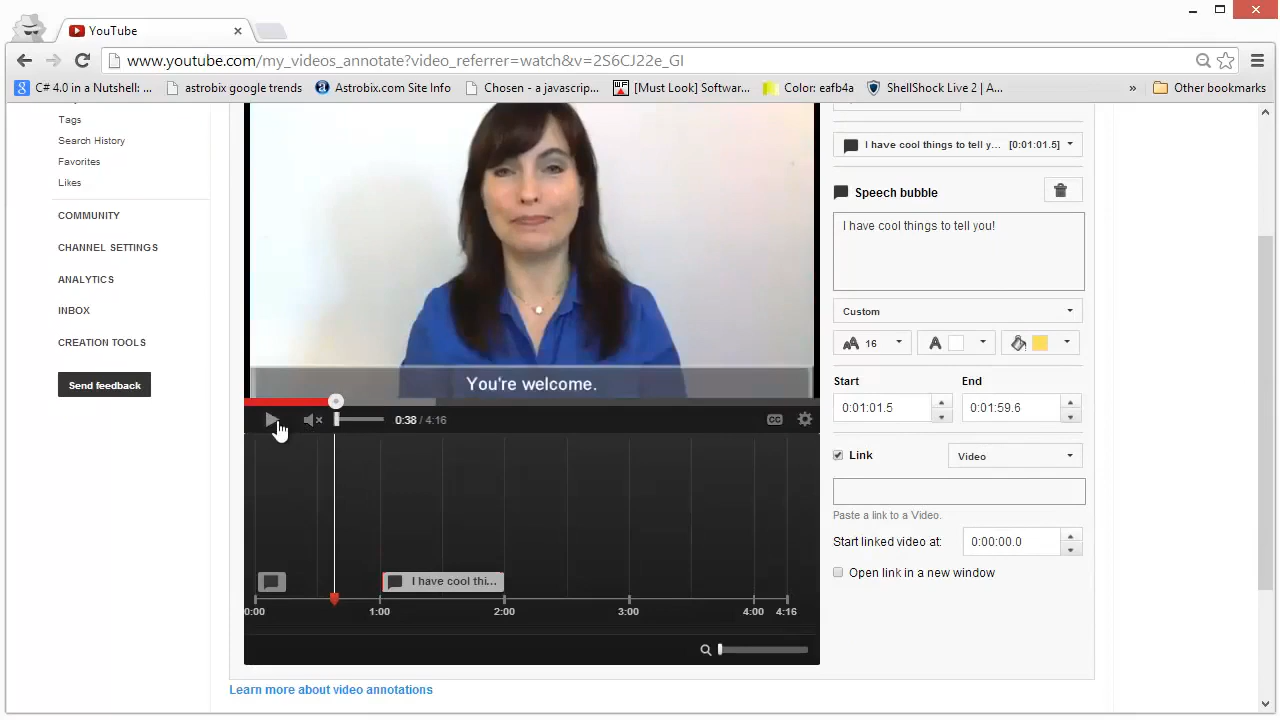 YouTube
www.youtube.com/my_videos_annotate?video_referrer=watch&v=2S6CJ22e_GI
C# 4.0 in a Nutshell: ...
astrobix google trends
Astrobix.com Site Info
Chosen - a javascrip...
[Must Look] Softwar...
Color: eafb4a
ShellShock Live 2 | A...
»
Other bookmarks
Tags
Search History
Favorites
Likes
COMMUNITY
CHANNEL SETTINGS
ANALYTICS
INBOX
CREATION TOOLS
Send feedback
You're welcome.
0:38 / 4:16
CC
I have cool thi...
0:00 1:00 2:00 3:00 4:00 4:16
Learn more about video annotations
I have cool things to tell y... [0:01:01.5]
Speech bubble
I have cool things to tell you!
Custom
AA 16 A
Start End
0:01:01.5 0:01:59.6
Link Video
Paste a link to a Video.
Start linked video at: 0:00:00.0
Open link in a new window